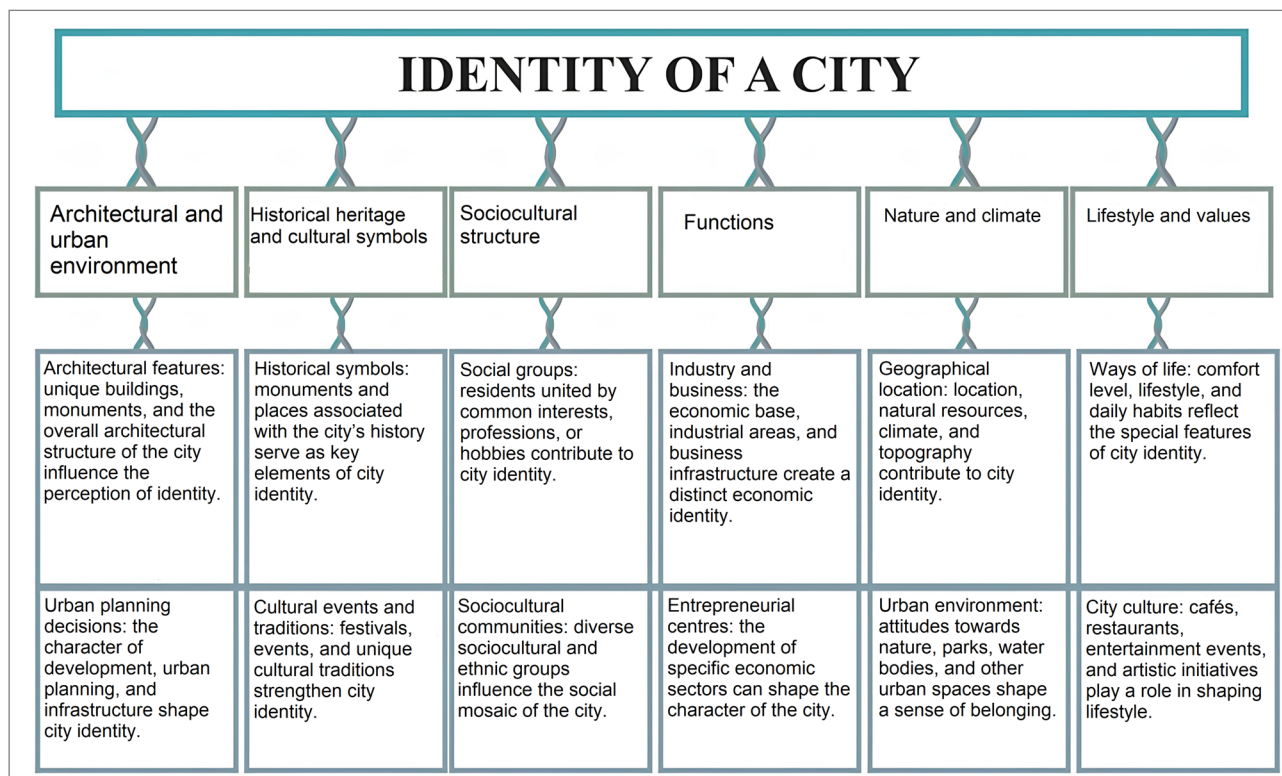 IDENTITY OF A CITY
Architectural and
urban
environment
Historical heritage
and cultural symbols
Sociocultural
structure
Functions
Nature and climate
Lifestyle and values
Architectural features:
unique buildings,
monuments, and the
overall architectural
structure of the city
influence the
perception of identity.
Historical symbols:
monuments and
places associated
with the city’s history
serve as key
elements of city
identity.
Social groups:
residents united by
common interests,
professions, or
hobbies contribute to
city identity.
Industry and
business: the
economic base,
industrial areas, and
business
infrastructure create a
distinct economic
identity.
Geographical
location: location,
natural resources,
climate, and
topography
contribute to city
identity.
Ways of life: comfort
level, lifestyle, and
daily habits reflect
the special features
of city identity.
Urban planning
decisions: the
character of
development, urban
planning, and
infrastructure shape
city identity.
Cultural events and
traditions: festivals,
events, and unique
cultural traditions
strengthen city
identity.
Sociocultural
communities: diverse
sociocultural and
ethnic groups
influence the social
mosaic of the city.
Entrepreneurial
centres: the
development of
specific economic
sectors can shape the
character of the city.
Urban environment:
attitudes towards
nature, parks, water
bodies, and other
urban spaces shape
a sense of belonging.
City culture: cafés,
restaurants,
entertainment events,
and artistic initiatives
play a role in shaping
lifestyle.